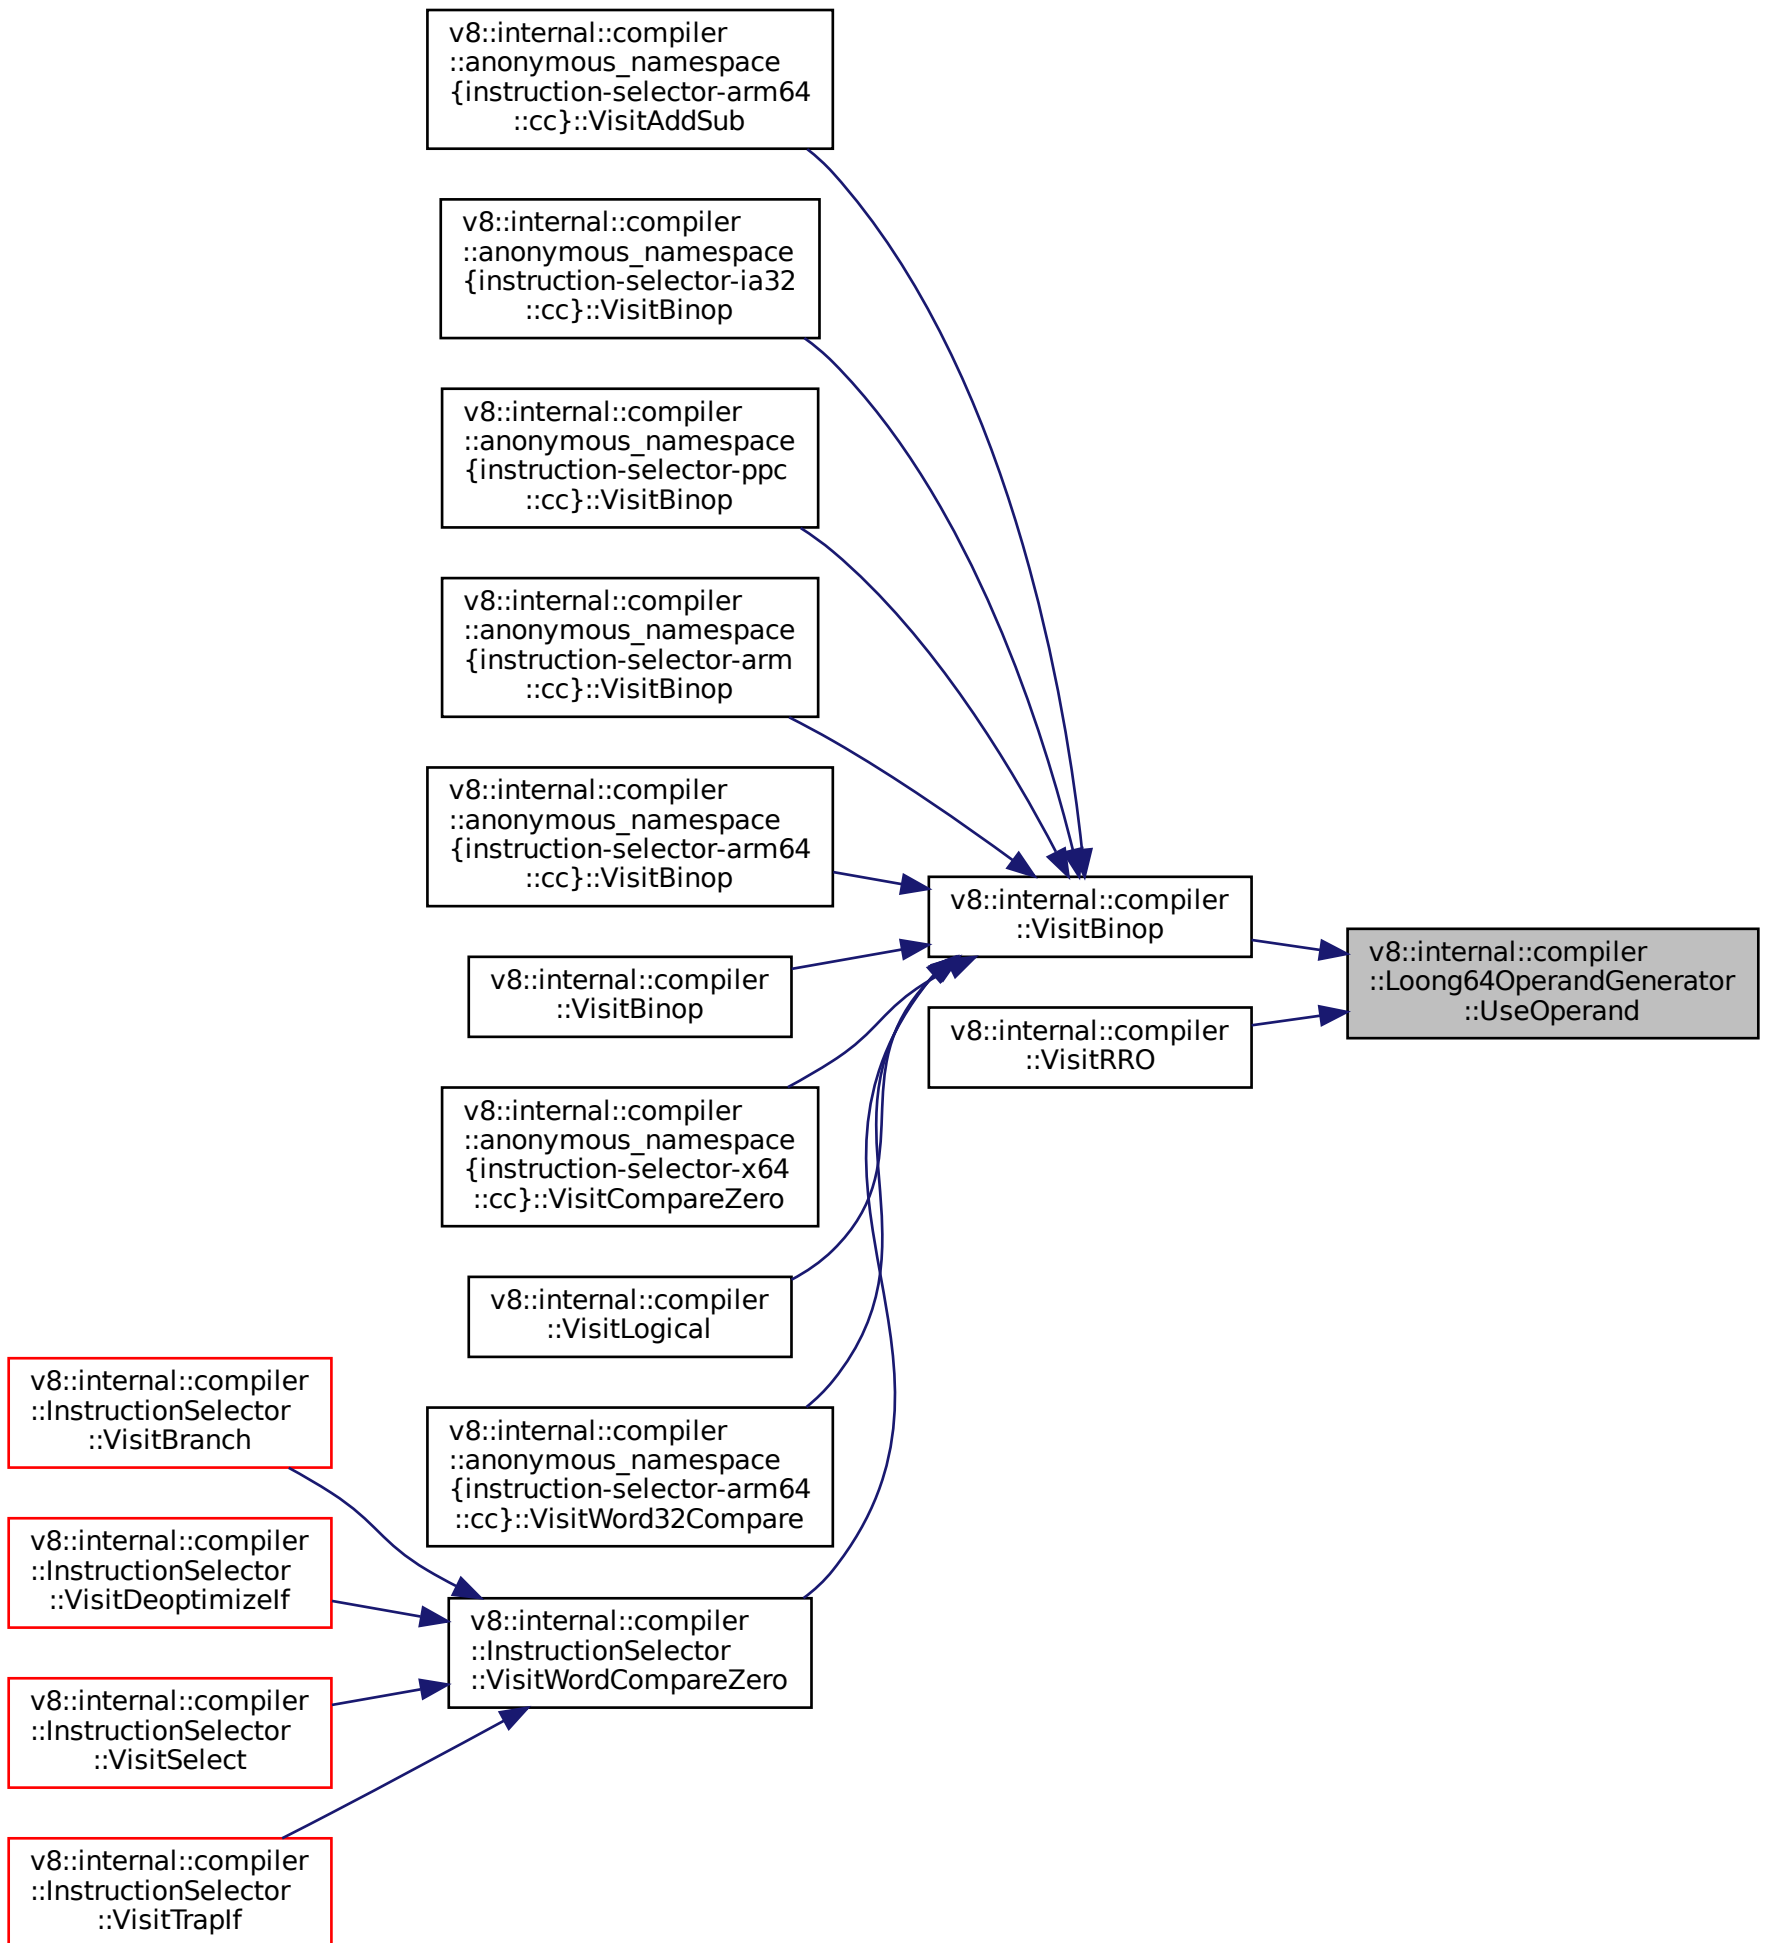 v8::internal::compiler
::anonymous_namespace
{instruction-selector-arm64
::cc}::VisitAddSub
v8::internal::compiler
::anonymous_namespace
{instruction-selector-ia32
::cc}::VisitBinop
v8::internal::compiler
::anonymous_namespace
{instruction-selector-ppc
::cc}::VisitBinop
v8::internal::compiler
::anonymous_namespace
{instruction-selector-arm
::cc}::VisitBinop
v8::internal::compiler
::anonymous_namespace
{instruction-selector-arm64
::cc}::VisitBinop
v8::internal::compiler
::VisitBinop
v8::internal::compiler
::Loong64OperandGenerator
::UseOperand
v8::internal::compiler
::VisitBinop
v8::internal::compiler
::VisitRRO
v8::internal::compiler
::anonymous_namespace
{instruction-selector-x64
::cc}::VisitCompareZero
v8::internal::compiler
::VisitLogical
v8::internal::compiler
::InstructionSelector
::VisitBranch
v8::internal::compiler
::anonymous_namespace
{instruction-selector-arm64
::cc}::VisitWord32Compare
v8::internal::compiler
::InstructionSelector
::VisitDeoptimizeIf
v8::internal::compiler
::InstructionSelector
::VisitWordCompareZero
v8::internal::compiler
::InstructionSelector
::VisitSelect
v8::internal::compiler
::InstructionSelector
::VisitTrapIf